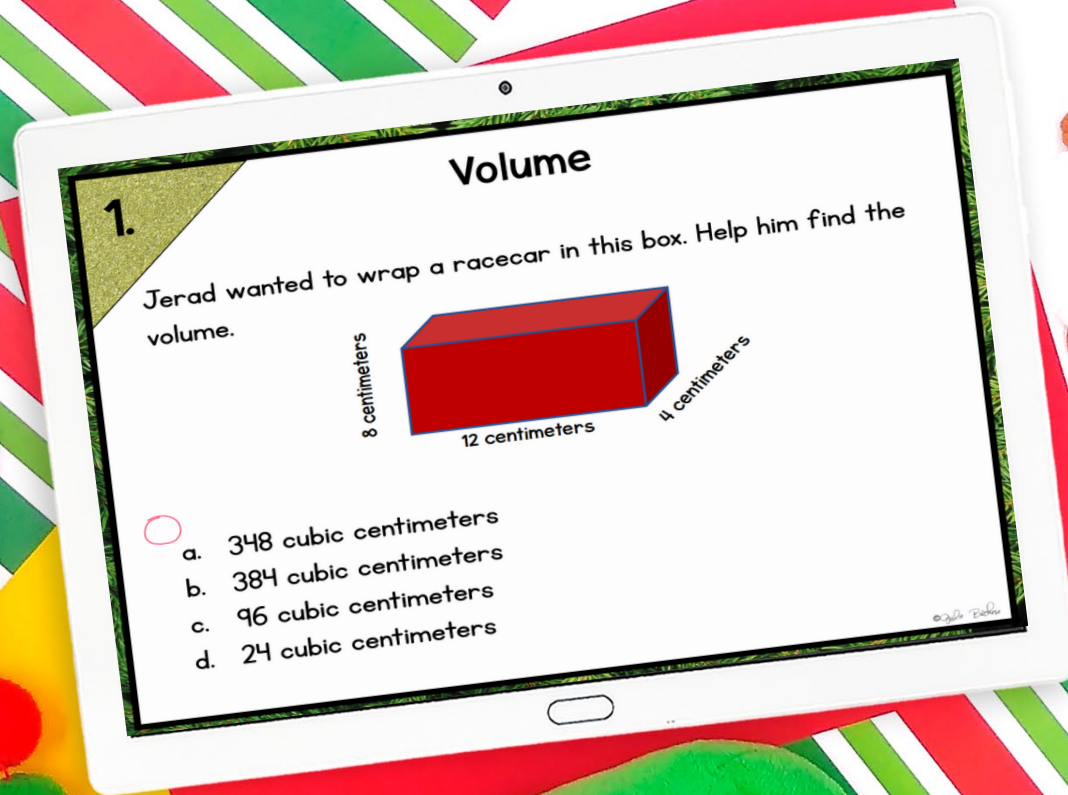 1.
Volume
Jerad wanted to wrap a racecar in this box. Help him find the
volume.
8 centimeters
12 centimeters
4 centimeters
a. 348 cubic centimeters
b. 384 cubic centimeters
c. 96 cubic centimeters
d. 24 cubic centimeters
©